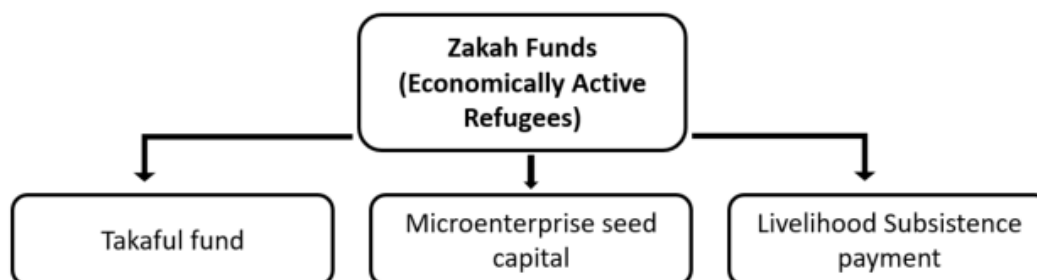 Zakah Funds
(Economically Active
Refugees)
Takaful fund
Microenterprise seed
capital
Livelihood Subsistence
payment